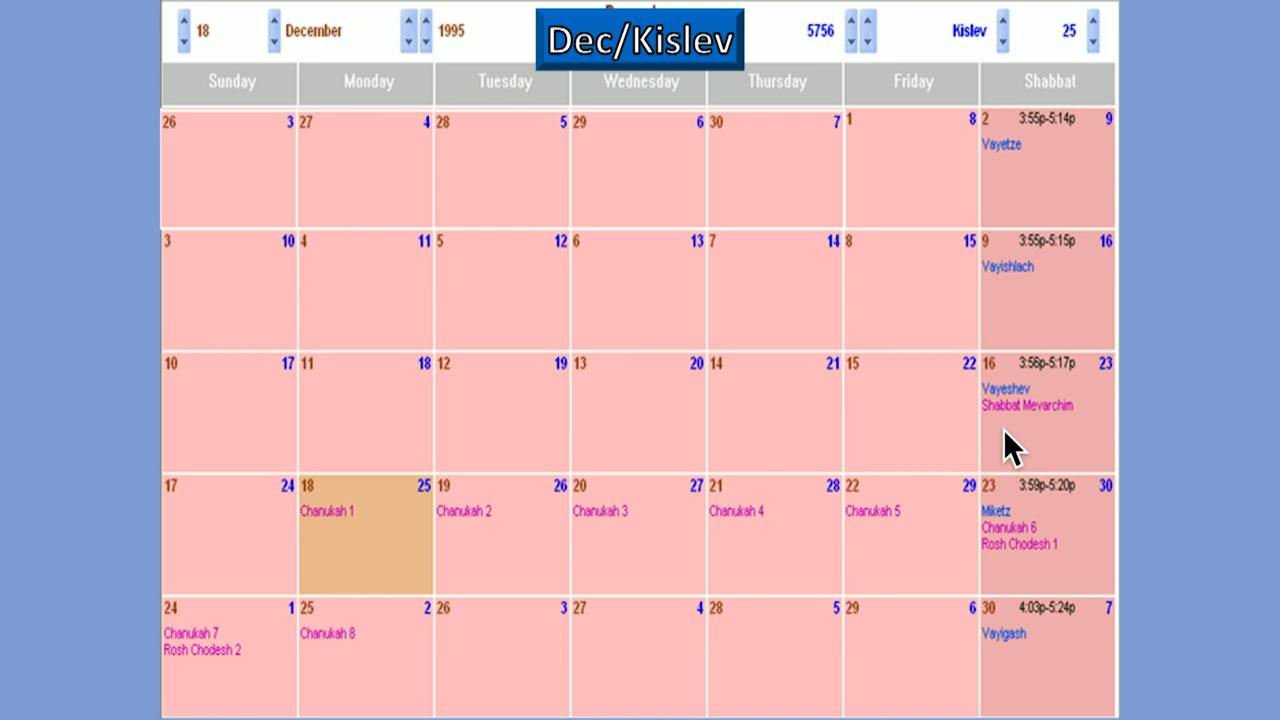 18 December 1995 Dec/Kislev 5756 Kislev 25
Sunday Monday Tuesday Wednesday Thursday Friday Shabbat
26 3 27 4 28 5 29 6 30 7 1 8 2 3:55p-5:14p 9
Vayetze
3 10 4 11 5 12 6 13 7 14 8 15 9 3:55p-5:15p 16
Vayishlach
10 17 11 18 12 19 13 20 14 21 15 22 16 3:56p-5:17p 23
Vayeshev
Shabbat Mevarchim
17 24 18 25 19 26 20 27 21 28 22 29 23 3:59p-5:20p 30
Chanukah 1 Chanukah 2 Chanukah 3 Chanukah 4 Chanukah 5 Miketz
Chanukah 6
Rosh Chodesh 1
24 1 25 2 26 3 27 4 28 5 29 6 30 4:03p-5:24p 7
Chanukah 7 Chanukah 8 Vayigash
Rosh Chodesh 2